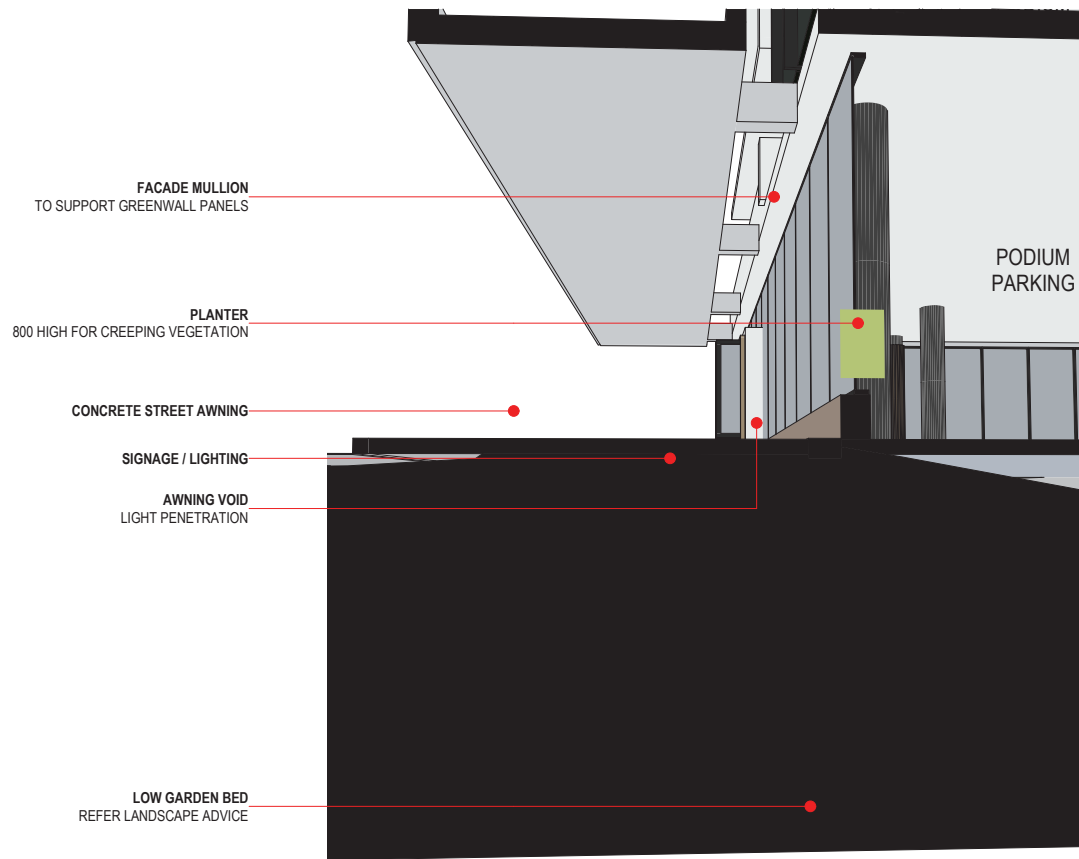 FACADE MULLION
TO SUPPORT GREENWALL PANELS
PODIUM
PARKING
PLANTER
800 HIGH FOR CREEPING VEGETATION
CONCRETE STREET AWNING
SIGNAGE / LIGHTING
AWNING VOID
LIGHT PENETRATION
LOW GARDEN BED
REFER LANDSCAPE ADVICE